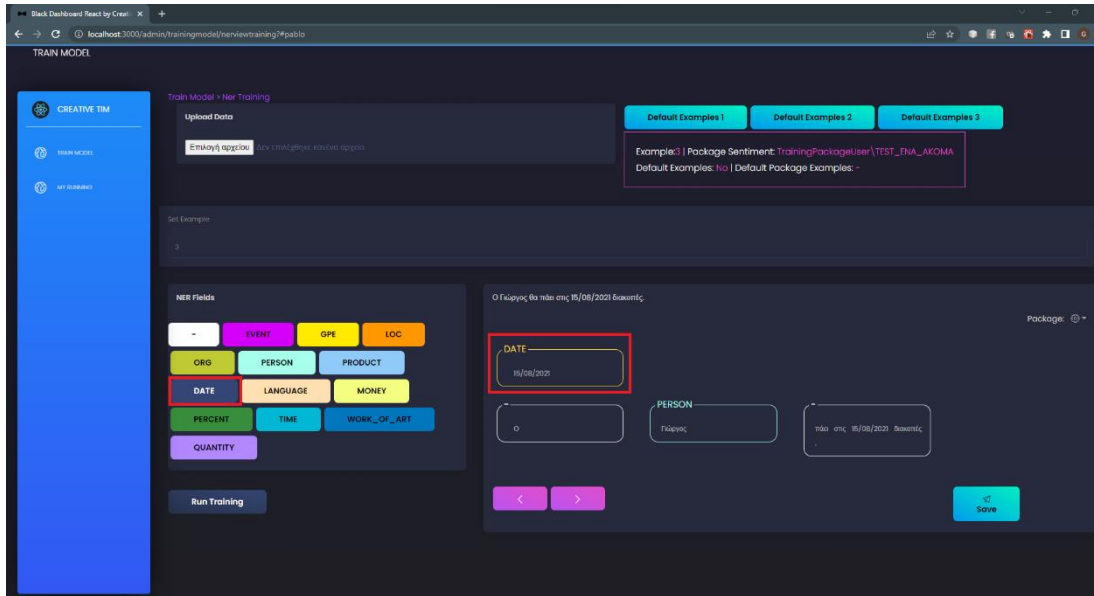 Black Dashboard React by Creati
localhost:3000/admin/trainingmodel/nerviewtraining?#pablo
TRAIN MODEL
CREATIVE TIM
TRAIN MODEL
MY RUNNING
Train Model > Ner Training
Upload Data
Επιλογή αρχείου Δεν επιλέχθηκε κανένα αρχείο
Default Examples 1
Default Examples 2
Default Examples 3
Example:3 | Package Sentiment: TrainingPackageUser\TEST_ENA_AKOMA
Default Examples: No | Default Package Examples: -
Set Example
3
NER Fields
- EVENT GPE LOC
ORG PERSON PRODUCT
DATE LANGUAGE MONEY
PERCENT TIME WORK_OF_ART
QUANTITY
Run Training
Ο Γιώργος θα πάει στις 15/08/2021 διακοπές.
Package:
DATE
15/08/2021
-
Ο
PERSON
Γιώργος
-
πάει στις 15/08/2021 διακοπές
.
< >
Save